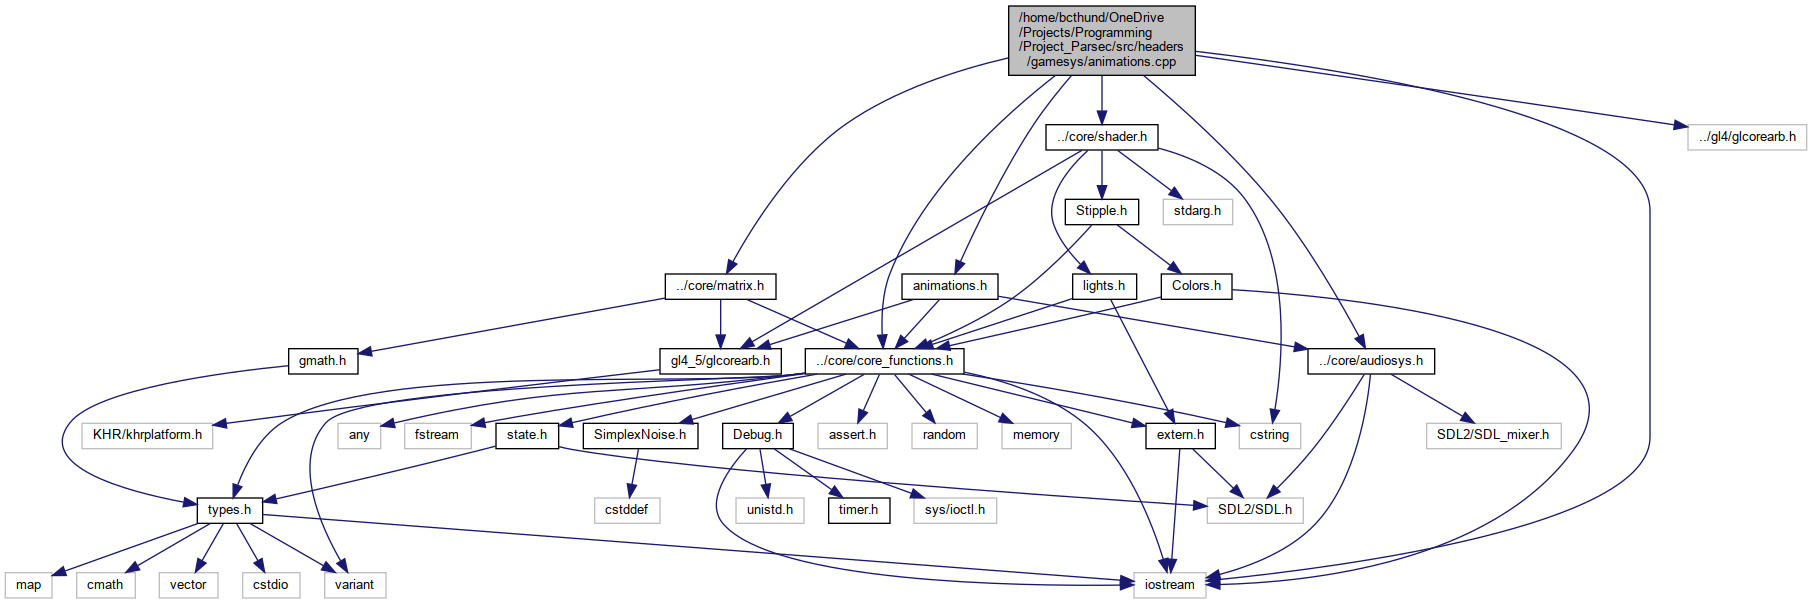 /home/bcthund/OneDrive
/Projects/Programming
/Project_Parsec/src/headers
/gamesys/animations.cpp
../core/shader.h
../gl4/glcorearb.h
Stipple.h
stdarg.h
../core/matrix.h
animations.h
lights.h
Colors.h
gmath.h
gl4_5/glcorearb.h
../core/core_functions.h
../core/audiosys.h
KHR/khrplatform.h
any
fstream
state.h
SimplexNoise.h
Debug.h
assert.h
random
memory
extern.h
cstring
SDL2/SDL_mixer.h
types.h
cstddef
unistd.h
timer.h
sys/ioctl.h
SDL2/SDL.h
map
cmath
vector
cstdio
variant
iostream